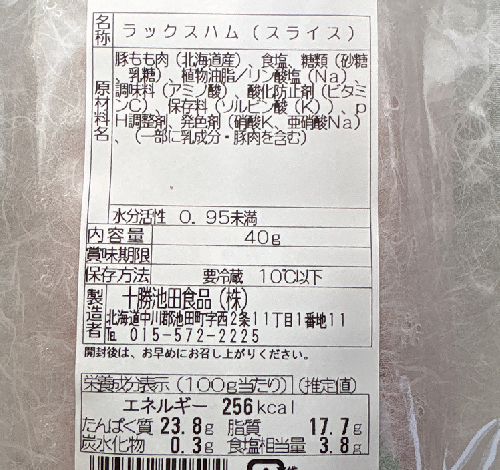 名称 ラックスハム（スライス）
原材料名 豚もも肉（北海道産）、食塩、糖類（砂糖
、乳糖）、植物油脂／リン酸塩（Ｎａ）、
調味料（アミノ酸）、酸化防止剤（ビタミ
ンＣ）、保存料（ソルビン酸（Ｋ））、ｐ
Ｈ調整剤、発色剤（硝酸Ｋ、亜硝酸Ｎａ）
、（一部に乳成分・豚肉を含む）
水分活性 ０．９５未満
内容量 ４０ｇ
賞味期限
保存方法 要冷蔵 １０℃以下
製造者 十勝池田食品（株）
北海道中川郡池田町字西２条１１丁目１番地１１
℡ ０１５-５７２-２２２５
開封後は、お早めにお召し上がりください。
栄養成分表示（１００ｇ当たり）（推定値）
エネルギー 256kcal
たんぱく質 23.8g 脂質 17.7g
炭水化物 0.3g 食塩相当量 3.8g